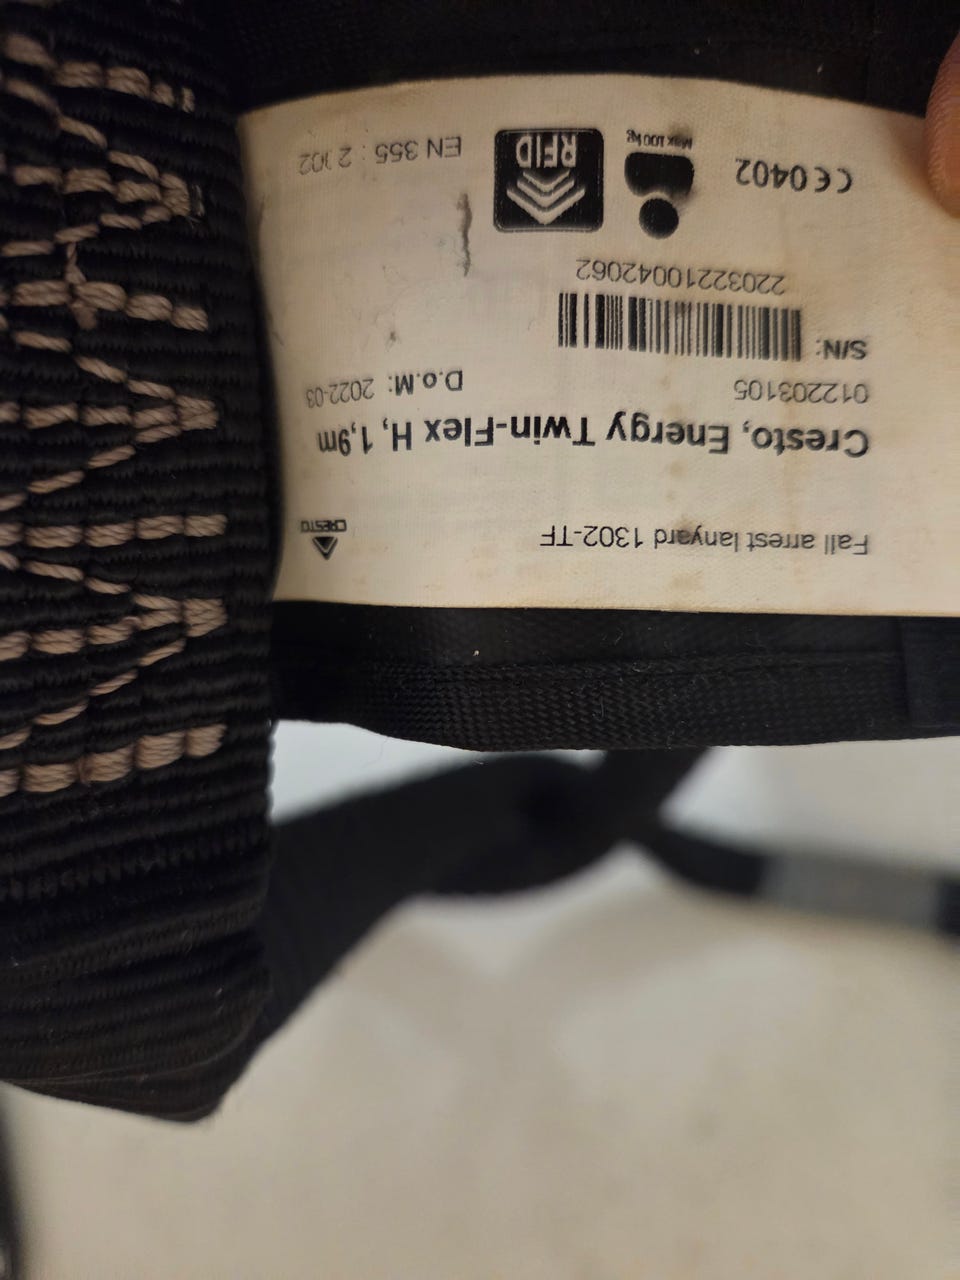 Fall arrest lanyard 1302-TF
CRESTO
Cresto, Energy Twin-Flex H, 1,9m
012203105
D.o.M: 2022-03
S/N:
22032210042062
CE0402
Max 100 kg
RFID
EN 355 : 2002